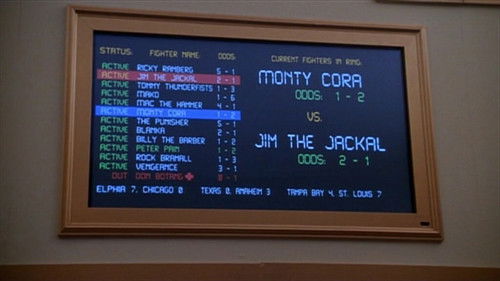 STATUS: FIGHTER NAME: ODDS:
ACTIVE RICKY RAMBERG 5 - 1
ACTIVE JIM THE JACKAL 2 - 1
ACTIVE TOMMY THUNDERFISTS 1 - 3
ACTIVE MAKO 1 - 6
ACTIVE MAC THE HAMMER 4 - 1
ACTIVE MONTY CORA 1 - 2
ACTIVE THE PUNISHER 5 - 1
ACTIVE BLANKA 2 - 1
ACTIVE BILLY THE BARBER 1 - 2
ACTIVE PETER PAIN 1 - 2
ACTIVE ROCK BRAMALL 1 - 3
ACTIVE VENGEANCE 3 - 1
OUT DOM BOTANG 8 - 1
CURRENT FIGHTERS IN RING:
MONTY CORA
ODDS: 1 - 2
VS.
JIM THE JACKAL
ODDS: 2 - 1
ELPHIA 7, CHICAGO 0 TEXAS 0, ANAHEIM 3 TAMPA BAY 4, ST. LOUIS 7